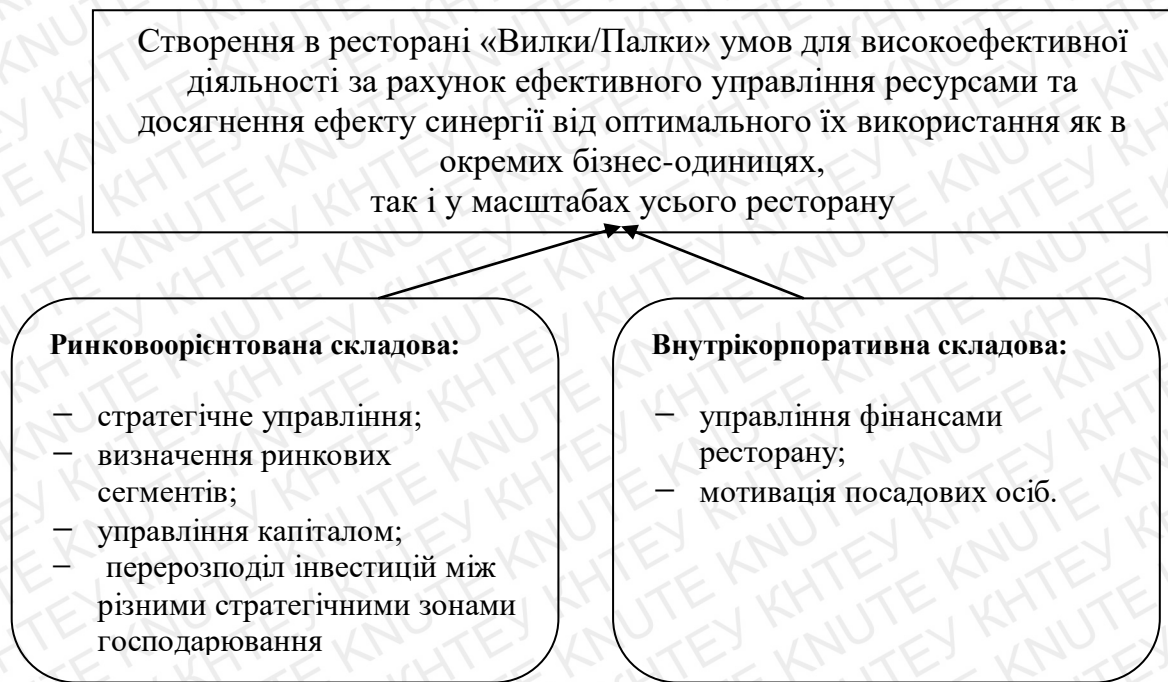 Створення в ресторані «Вилки/Палки» умов для високоефективної
діяльності за рахунок ефективного управління ресурсами та
досягнення ефекту синергії від оптимального їх використання як в
окремих бізнес-одиницях,
так і у масштабах усього ресторану
Ринковоорієнтована складова:
– стратегічне управління;
– визначення ринкових
сегментів;
– управління капіталом;
– перерозподіл інвестицій між
різними стратегічними зонами
господарювання
Внутрікорпоративна складова:
– управління фінансами
ресторану;
– мотивація посадових осіб.